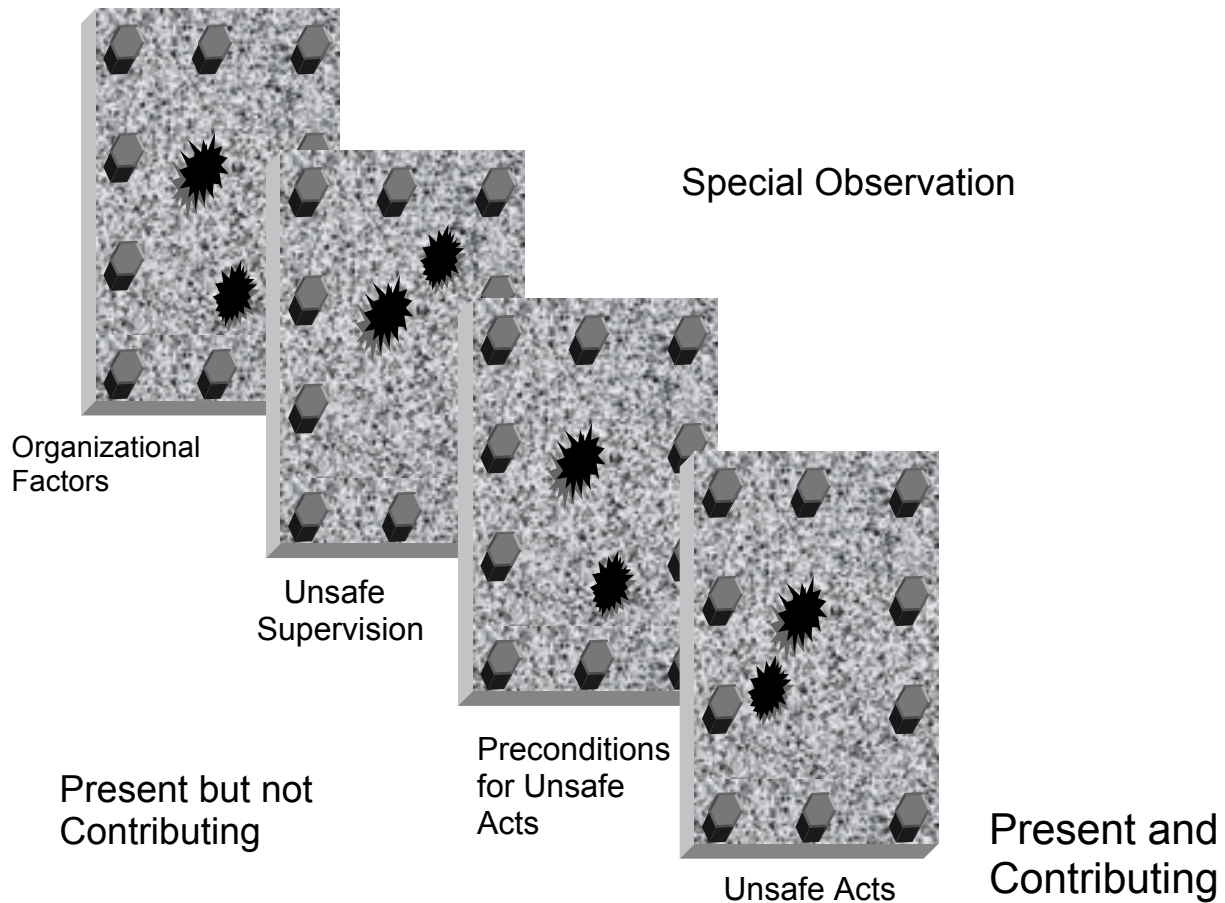 Special Observation
Organizational
Factors
Unsafe
Supervision
Preconditions
for Unsafe
Acts
Present but not
Contributing
Present and
Contributing
Unsafe Acts